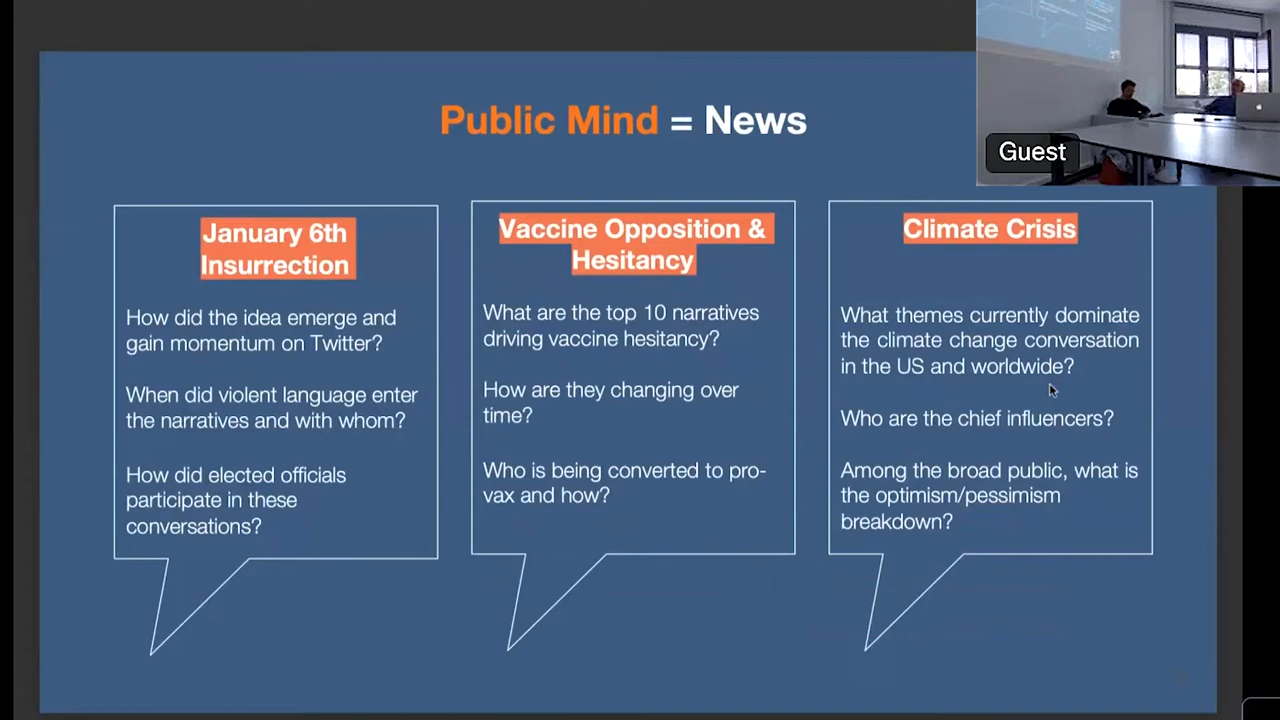 Public Mind = News
Guest
January 6th
Insurrection
How did the idea emerge and
gain momentum on Twitter?
When did violent language enter
the narratives and with whom?
How did elected officials
participate in these
conversations?
Vaccine Opposition &
Hesitancy
What are the top 10 narratives
driving vaccine hesitancy?
How are they changing over
time?
Who is being converted to pro-
vax and how?
Climate Crisis
What themes currently dominate
the climate change conversation
in the US and worldwide?
Who are the chief influencers?
Among the broad public, what is
the optimism/pessimism
breakdown?